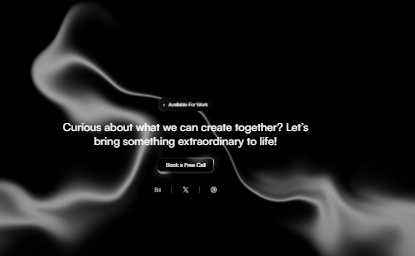 Available For Work
Curious about what we can create together? Let's
bring something extraordinary to life!
Book a Free Call